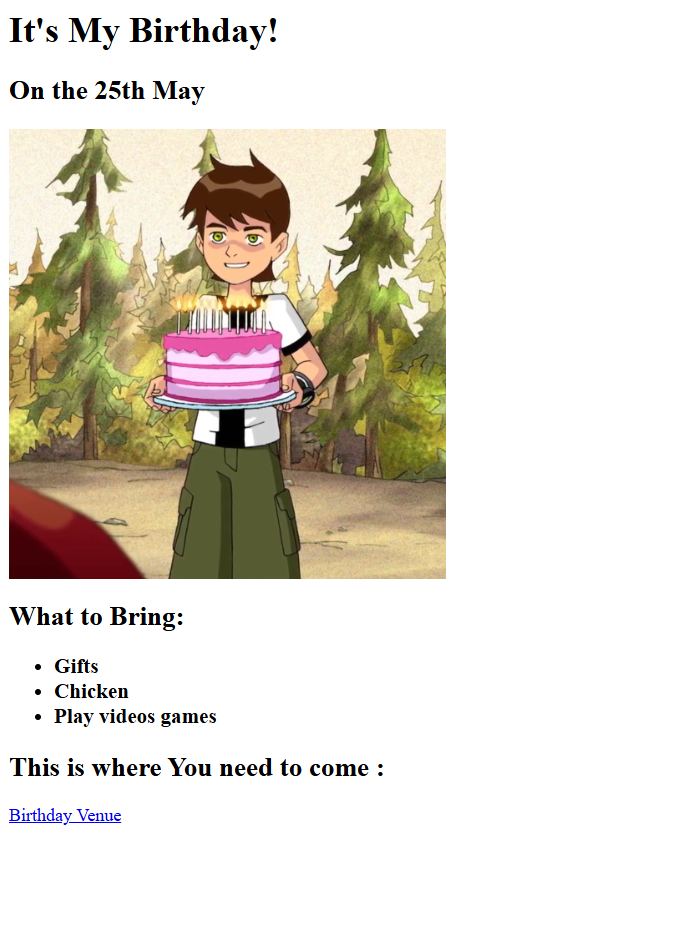 It's My Birthday!
On the 25th May
What to Bring:
Gifts
Chicken
Play videos games
This is where You need to come :
Birthday Venue